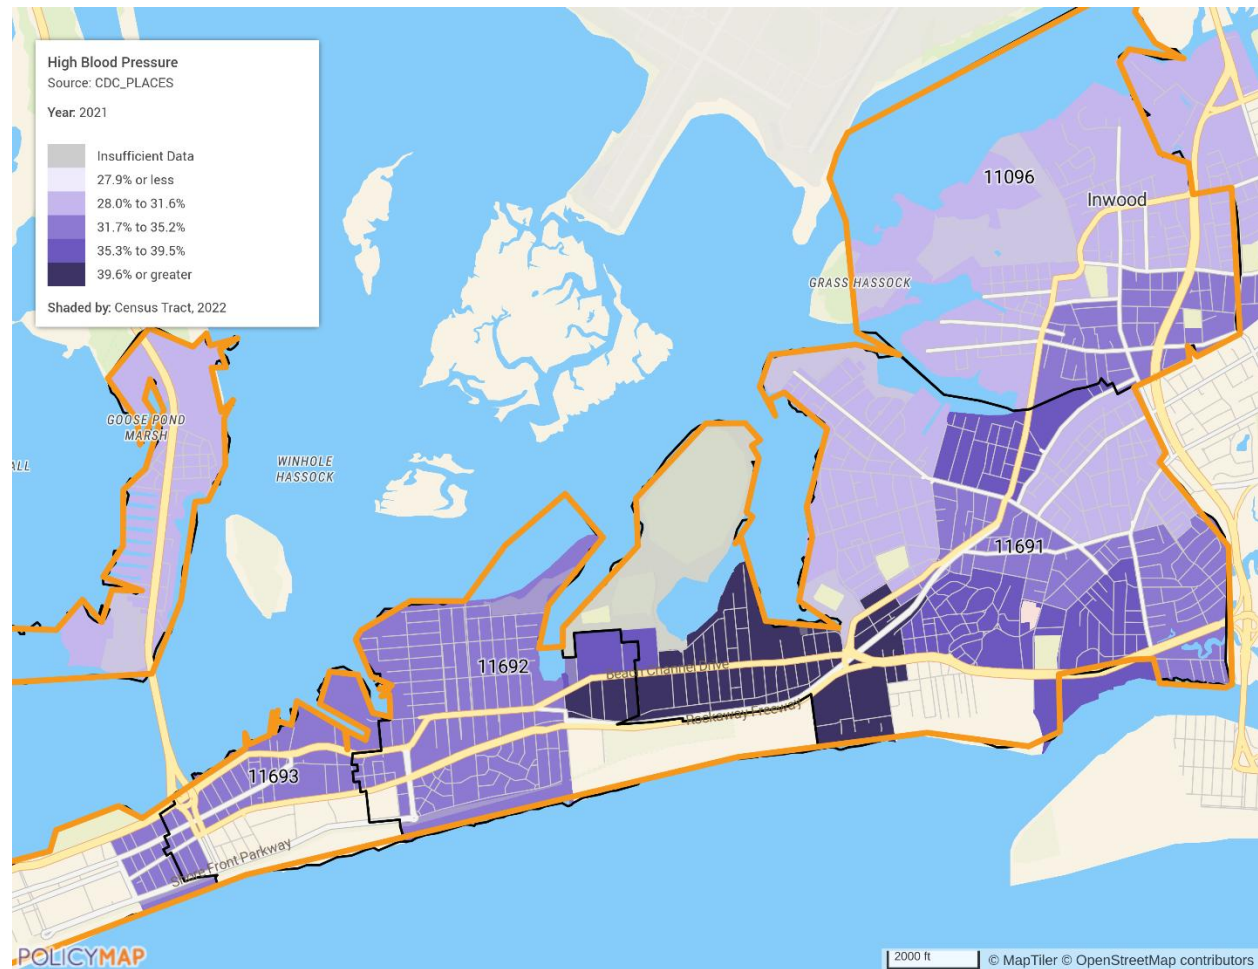 High Blood Pressure
Source: CDC_PLACES
Year: 2021
Insufficient Data
27.9% or less
28.0% to 31.6%
31.7% to 35.2%
35.3% to 39.5%
39.6% or greater
Shaded by: Census Tract, 2022
11096
Inwood
GRASS HASSOCK
GOOSE POND
MARSH
ALL
WINHOLE
HASSOCK
11691
11692
Beach Channel Drive
Rockaway Freeway
11693
Shore Front Parkway
POLICYMAP
2000 ft
© MapTiler © OpenStreetMap contributors